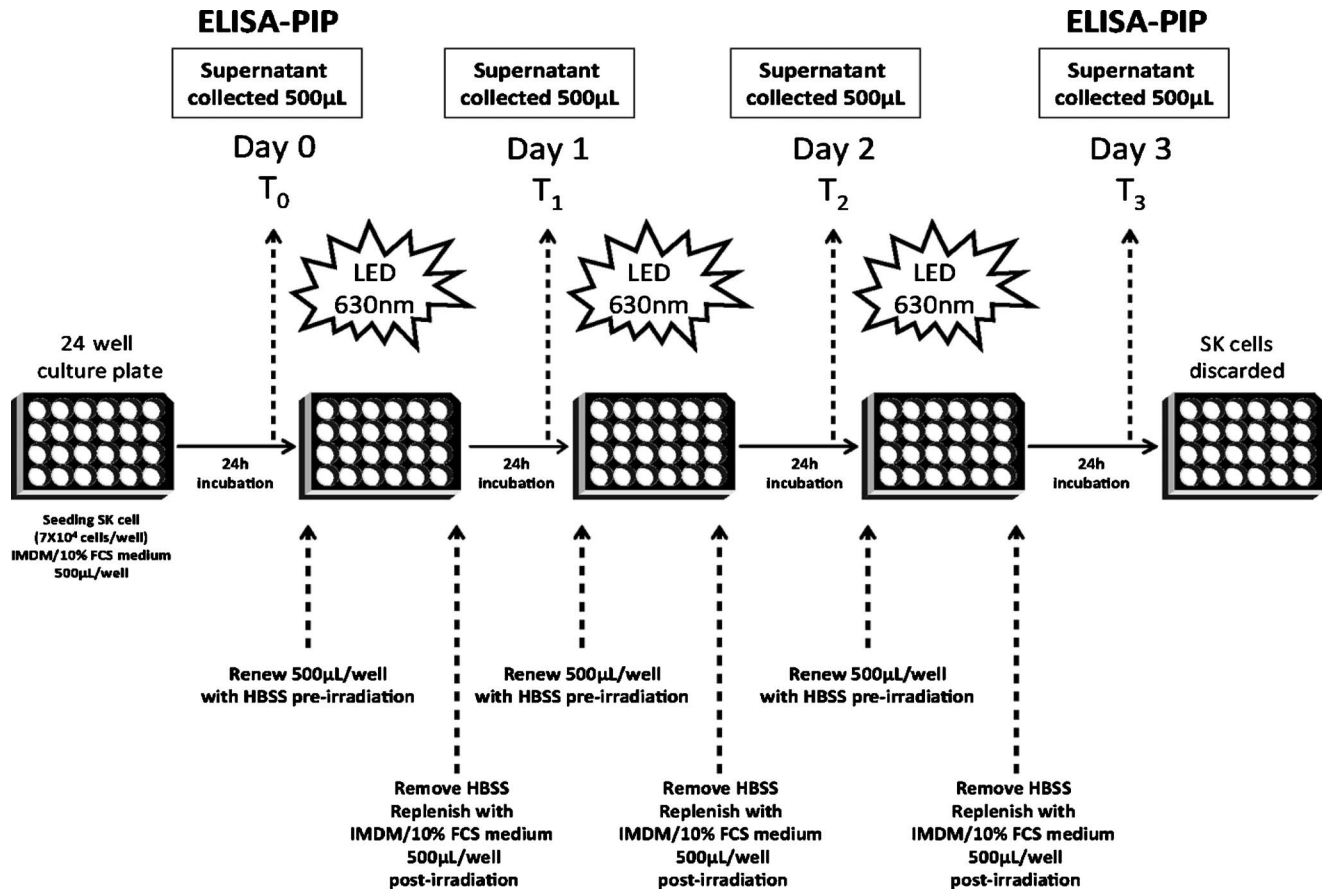 ELISA-PIP
ELISA-PIP
Supernatant
collected 500µL
Supernatant
collected 500µL
Supernatant
collected 500µL
Supernatant
collected 500µL
Day 0
Day 1
Day 2
Day 3
T0
T1
T2
T3
LED
630nm
LED
630nm
LED
630nm
24 well
culture plate
SK cells
discarded
24h
incubation
24h
incubation
24h
incubation
24h
incubation
Seeding SK cell
(7X10⁴ cells/well)
IMDM/10% FCS medium
500µL/well
Renew 500µL/well
with HBSS pre-irradiation
Renew 500µL/well
with HBSS pre-irradiation
Renew 500µL/well
with HBSS pre-irradiation
Remove HBSS
Replenish with
IMDM/10% FCS medium
500µL/well
post-irradiation
Remove HBSS
Replenish with
IMDM/10% FCS medium
500µL/well
post-irradiation
Remove HBSS
Replenish with
IMDM/10% FCS medium
500µL/well
post-irradiation